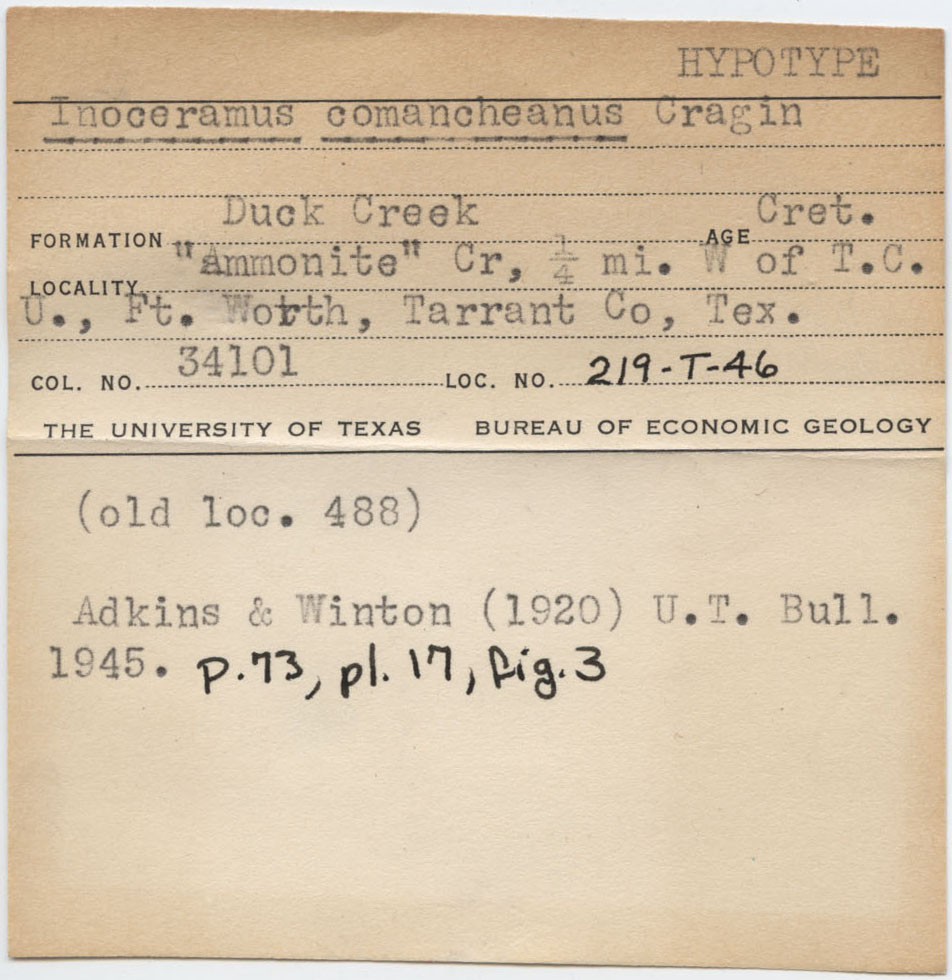 HYPOTYPE
Inoceramus comancheanus Cragin
FORMATION Duck Creek AGE Cret.
LOCALITY "Ammonite" Cr, ¼ mi. W of T.C.
U., Ft. Worth, Tarrant Co, Tex.
COL. NO. 34101 LOC. NO. 219-T-46
THE UNIVERSITY OF TEXAS BUREAU OF ECONOMIC GEOLOGY
(old loc. 488)
Adkins & Winton (1920) U.T. Bull.
1945. p.73, pl. 17, fig. 3